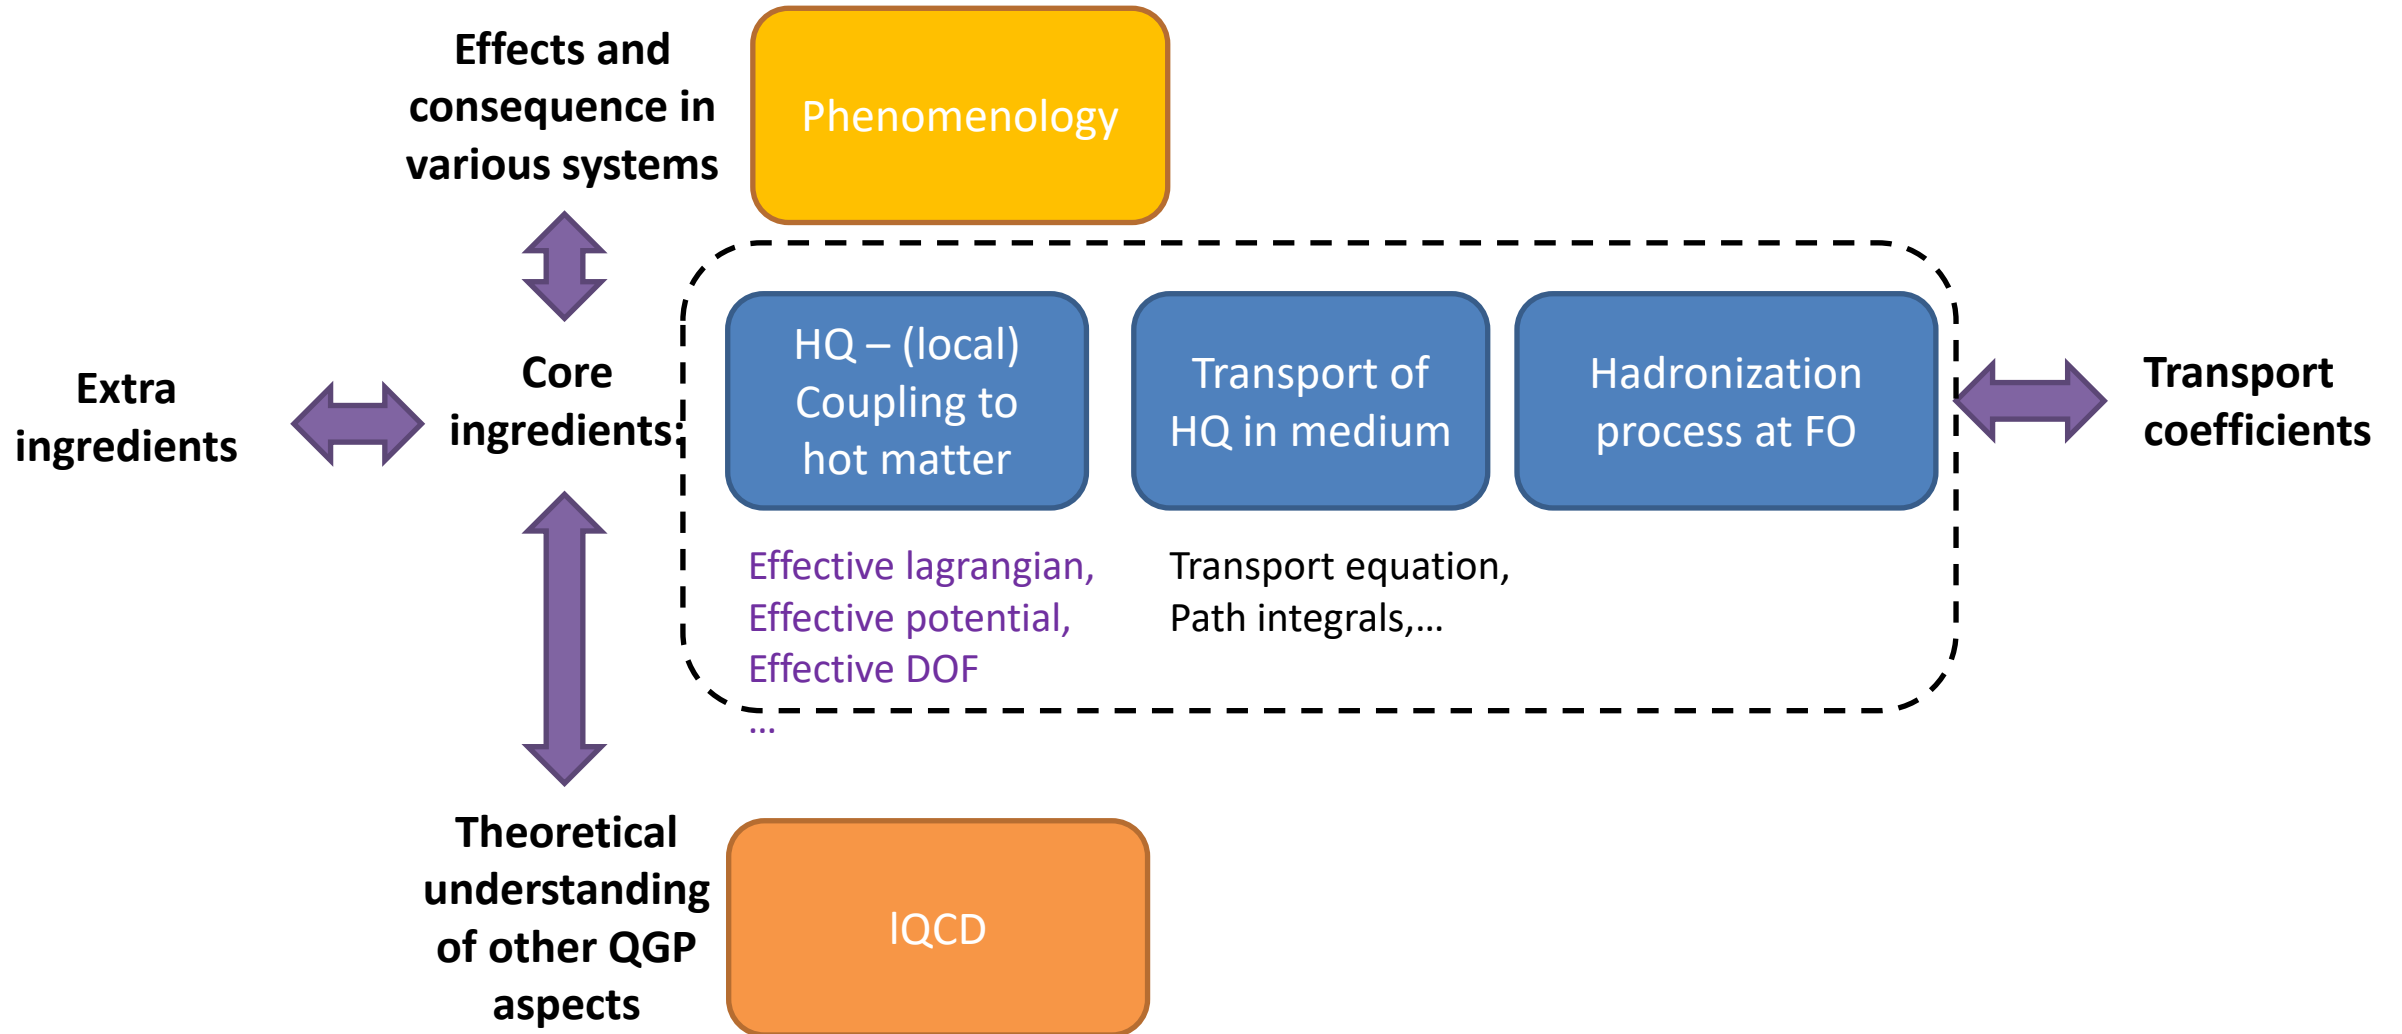 Effects and
consequence in
various systems
Phenomenology
Extra
ingredients
Core
ingredients:
HQ – (local)
Coupling to
hot matter
Transport of
HQ in medium
Hadronization
process at FO
Transport
coefficients
Effective lagrangian,
Effective potential,
Effective DOF
...
Transport equation,
Path integrals,...
Theoretical
understanding
of other QGP
aspects
lQCD